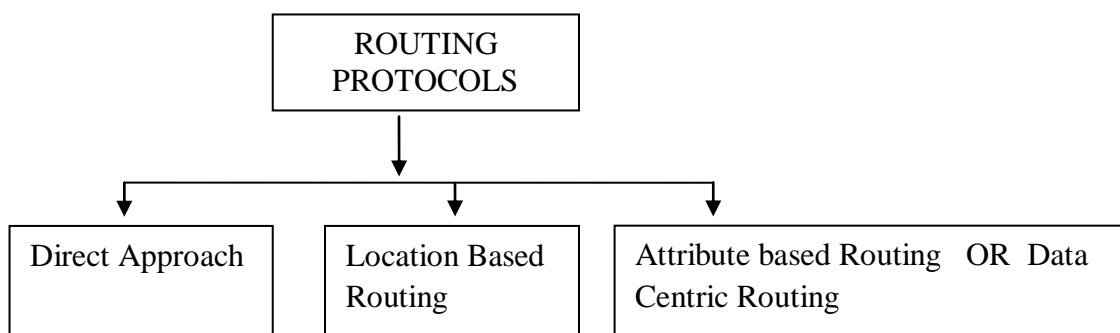 ROUTING
PROTOCOLS
Direct Approach
Location Based
Routing
Attribute based Routing OR Data
Centric Routing